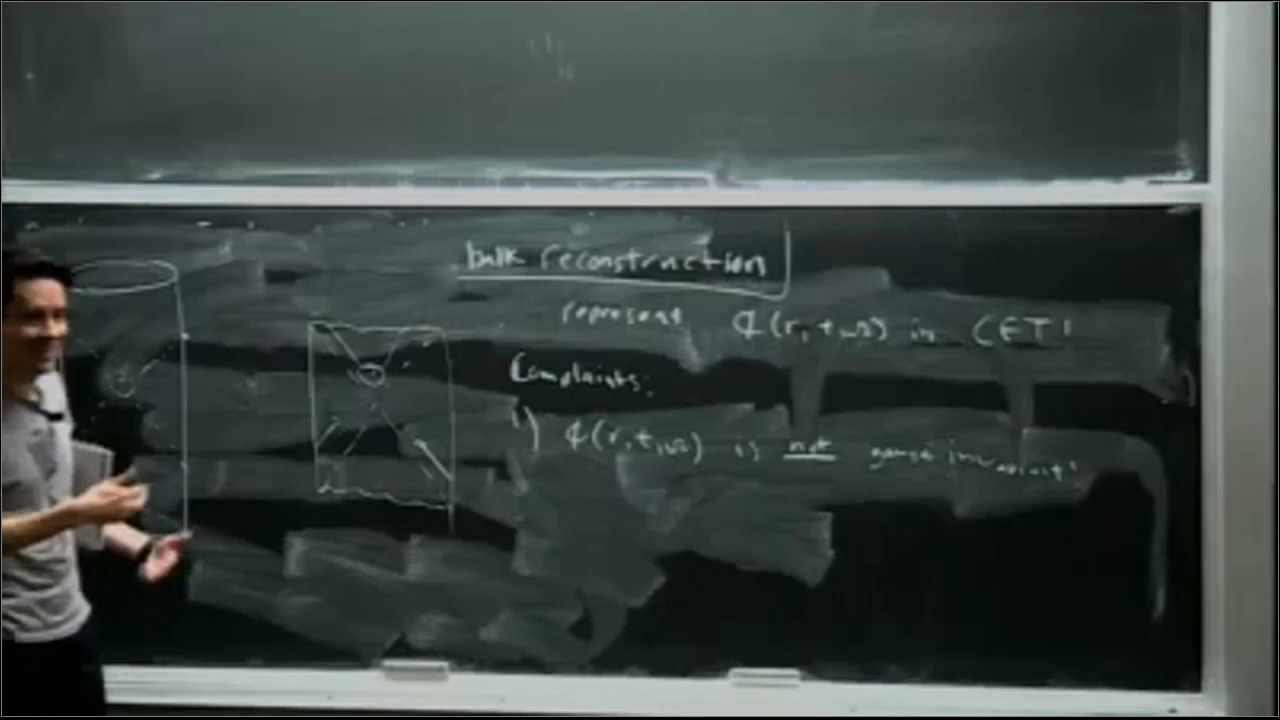 bulk reconstruction
represent ϕ(r,t,Ω) in CFT!
Complaints:
1) ϕ(r,t,Ω) is not gauge-invariant!